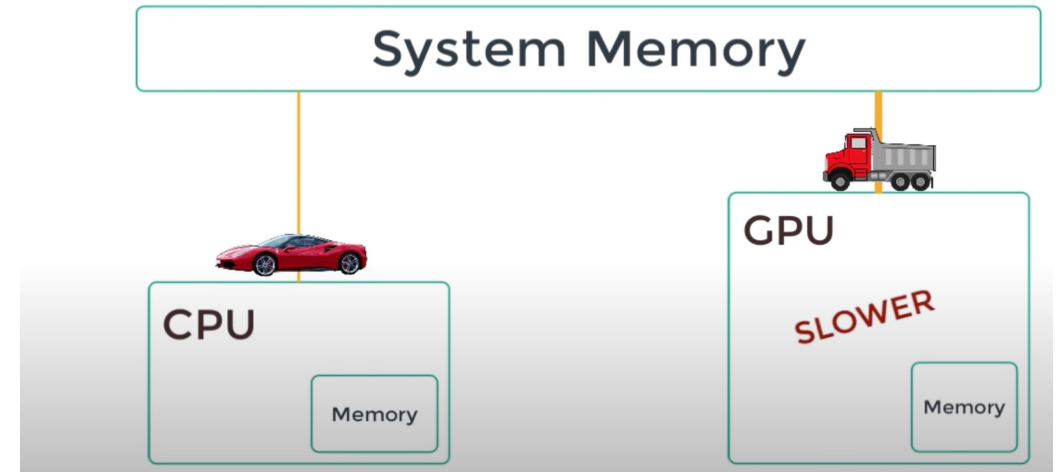 System Memory
CPU
Memory
GPU
SLOWER
Memory